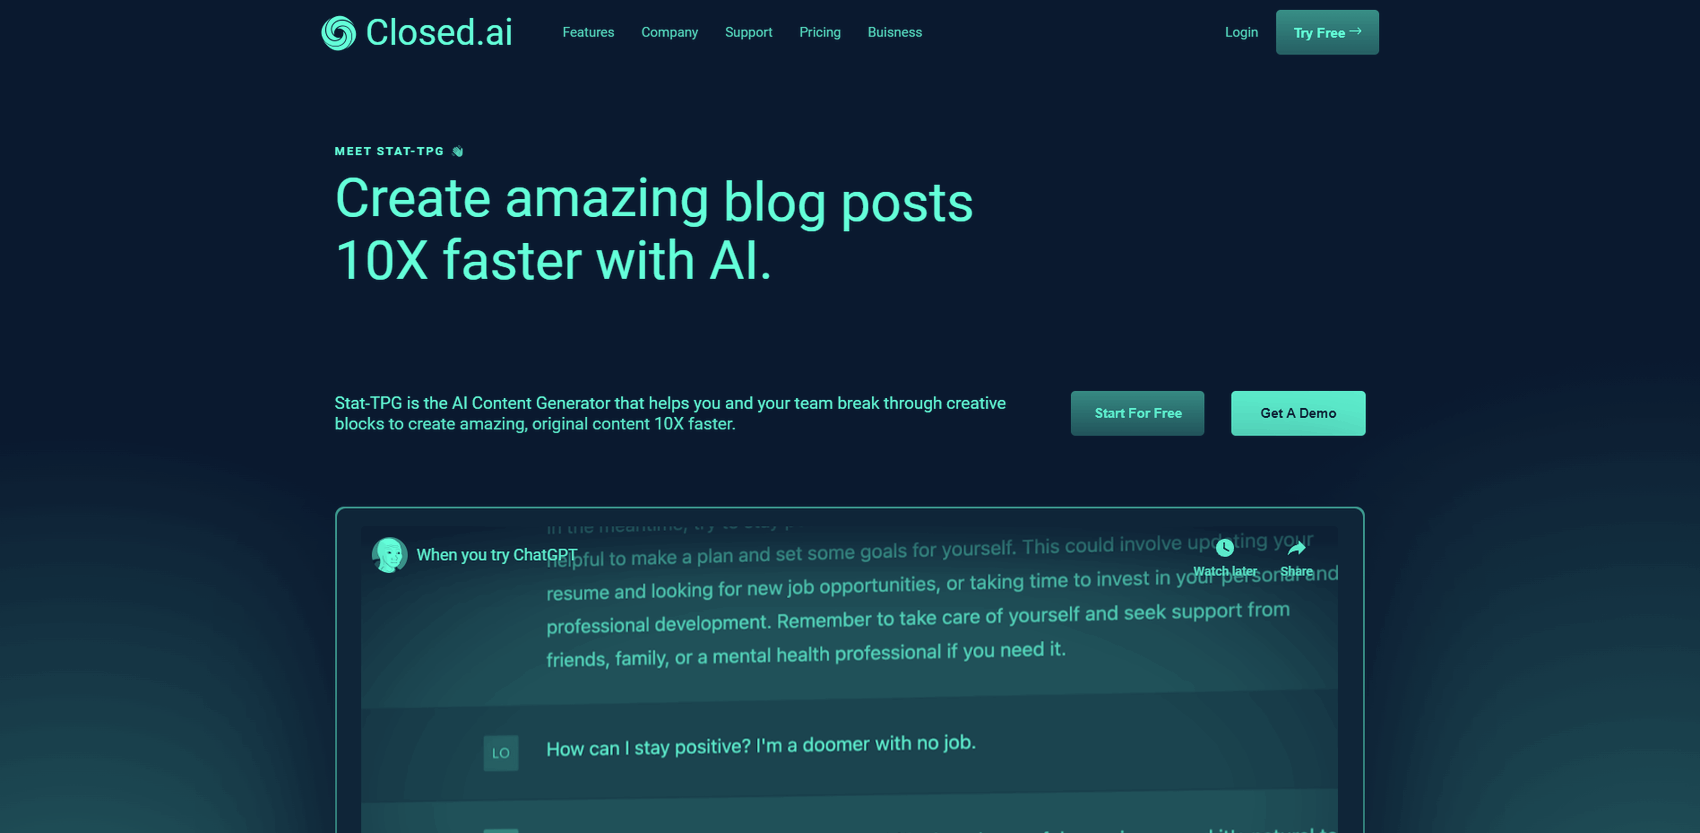 Closed.ai
Features
Company
Support
Pricing
Buisness
Login
Try Free
MEET STAT-TPG
Create amazing blog posts
10X faster with AI.
Stat-TPG is the AI Content Generator that helps you and your team break through creative
blocks to create amazing, original content 10X faster.
Start For Free
Get A Demo
When you try ChatGPT
Watch later
Share
In the meantime, try to stay
helpful to make a plan and set some goals for yourself. This could involve updating your
resume and looking for new job opportunities, or taking time to invest in your personal and
professional development. Remember to take care of yourself and seek support from
friends, family, or a mental health professional if you need it.
LO
How can I stay positive? I'm a doomer with no job.